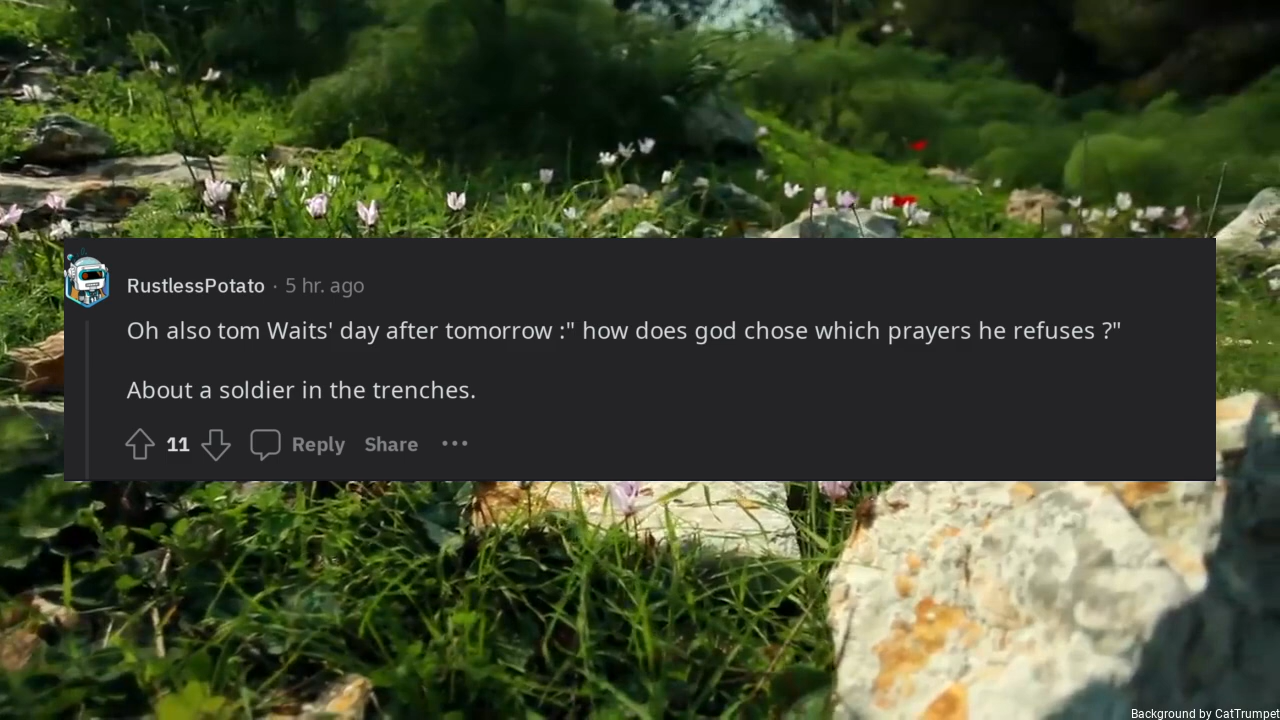 RustlessPotato · 5 hr. ago
Oh also tom Waits' day after tomorrow :" how does god chose which prayers he refuses ?"
About a soldier in the trenches.
11 Reply Share ···
Background by CatTrumpet